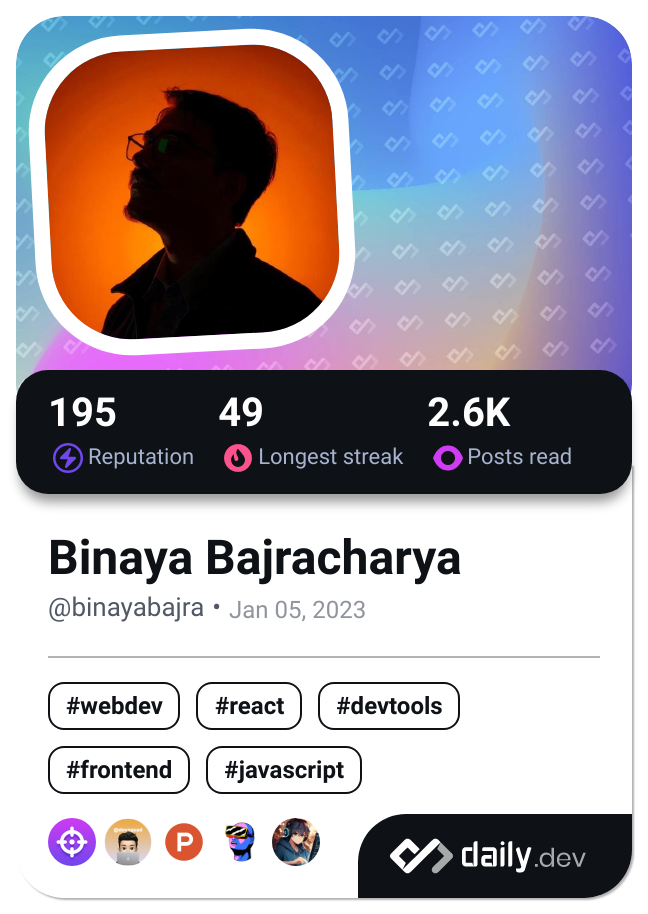 195 49 2.6K
Reputation Longest streak Posts read
Binaya Bajracharya
@binayabajra • Jan 05, 2023
#webdev #react #devtools
#frontend #javascript
P
daily.dev